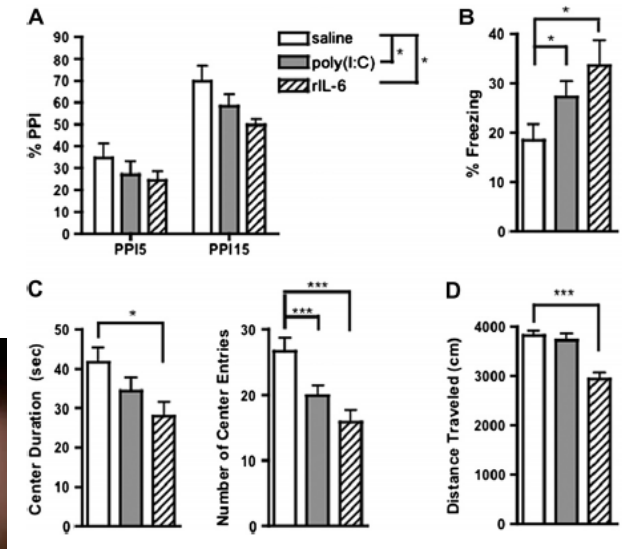 A
% PPI
90
80
70
60
50
40
30
20
10
0
PPI5
PPI15
saline
poly(I:C)
rIL-6
*
*
B
% Freezing
40
30
20
10
0
*
*
C
Center Duration (sec)
50
40
30
20
10
0
*
Number of Center Entries
30
20
10
0
***
***
D
Distance Traveled (cm)
4000
3000
2000
1000
0
***